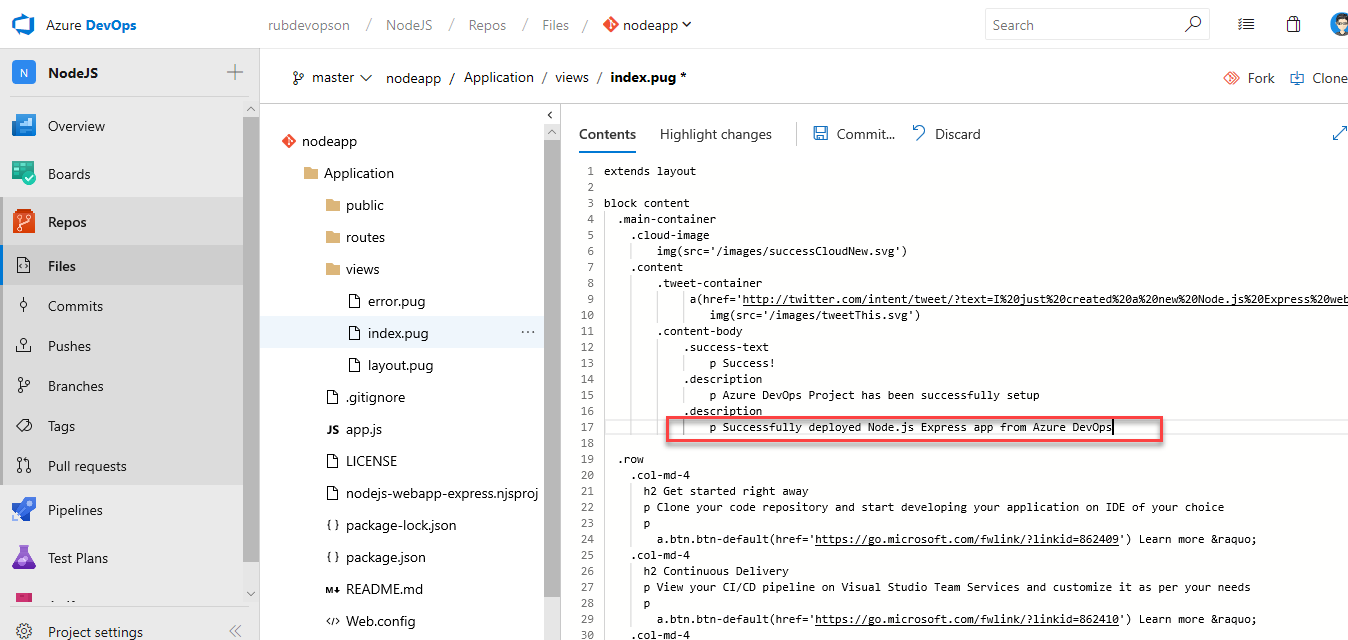 Azure DevOps
rubdevopson / NodeJS / Repos / Files / nodeapp
Search
N NodeJS
master nodeapp / Application / views / index.pug *
Fork Clone
Overview
Boards
Repos
Files
Commits
Pushes
Branches
Tags
Pull requests
Pipelines
Test Plans
Project settings
nodeapp
Application
public
routes
views
error.pug
index.pug ...
layout.pug
.gitignore
JS app.js
LICENSE
nodejs-webapp-express.njsproj
{ } package-lock.json
{ } package.json
M↓ README.md
</> Web.config
Contents Highlight changes Commit... Discard
1 extends layout
2
3 block content
4 .main-container
5 .cloud-image
6 img(src='/images/successCloudNew.svg')
7 .content
8 .tweet-container
9 a(href='http://twitter.com/intent/tweet/?text=I%20just%20created%20a%20new%20Node.js%20Express%20web
10 img(src='/images/tweetThis.svg')
11 .content-body
12 .success-text
13 p Success!
14 .description
15 p Azure DevOps Project has been successfully setup
16 .description
17 p Successfully deployed Node.js Express app from Azure DevOps
18
19 .row
20 .col-md-4
21 h2 Get started right away
22 p Clone your code repository and start developing your application on IDE of your choice
23 p
24 a.btn.btn-default(href='https://go.microsoft.com/fwlink/?linkid=862409') Learn more &raquo;
25 .col-md-4
26 h2 Continuous Delivery
27 p View your CI/CD pipeline on Visual Studio Team Services and customize it as per your needs
28 p
29 a.btn.btn-default(href='https://go.microsoft.com/fwlink/?linkid=862410') Learn more &raquo;
30 .col-md-4